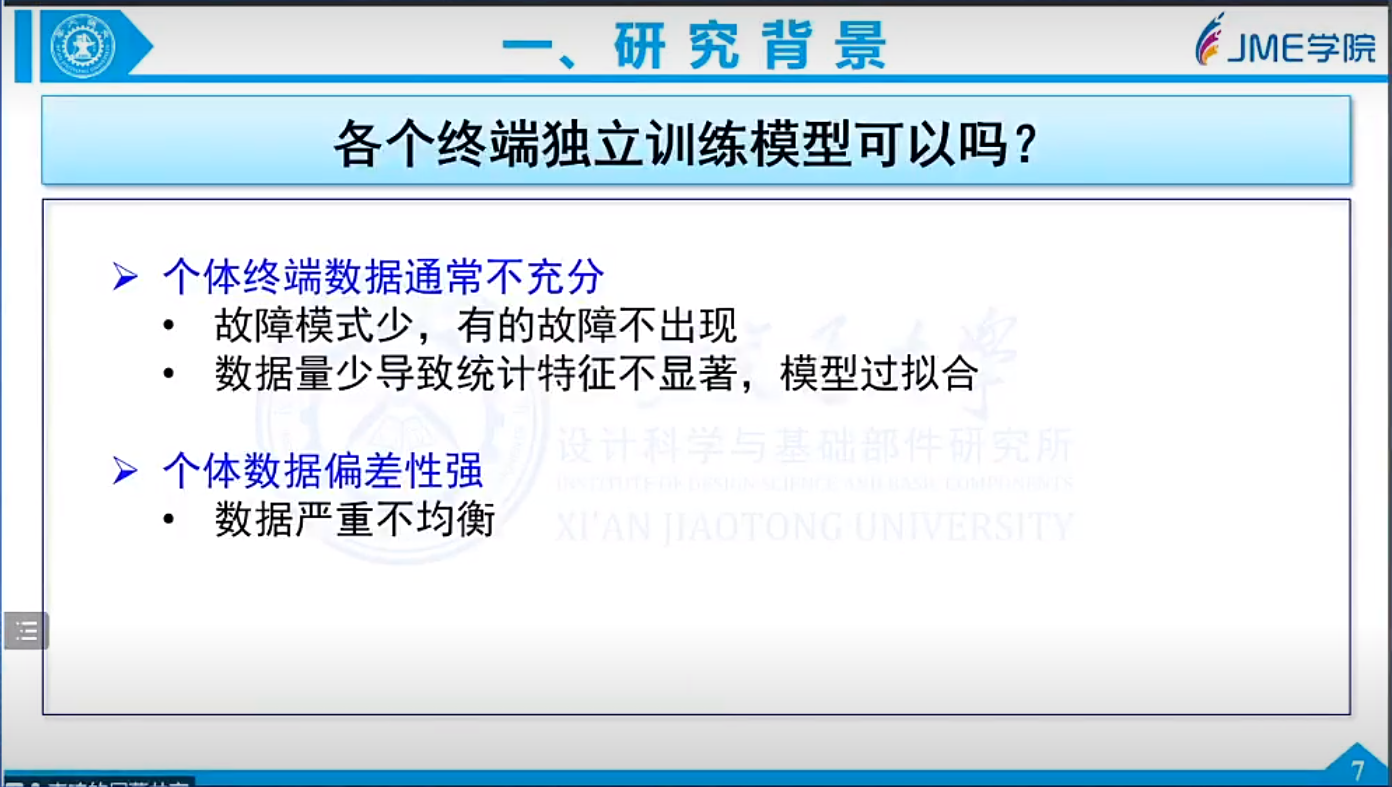 一、研究背景
JME学院
各个终端独立训练模型可以吗?
➢ 个体终端数据通常不充分
• 故障模式少，有的故障不出现
• 数据量少导致统计特征不显著，模型过拟合
➢ 个体数据偏差性强
• 数据严重不均衡
设计科学与基础部件研究所
INSTITUTE OF DESIGN SCIENCE AND BASIC COMPONENTS
XI'AN JIAOTONG UNIVERSITY
7